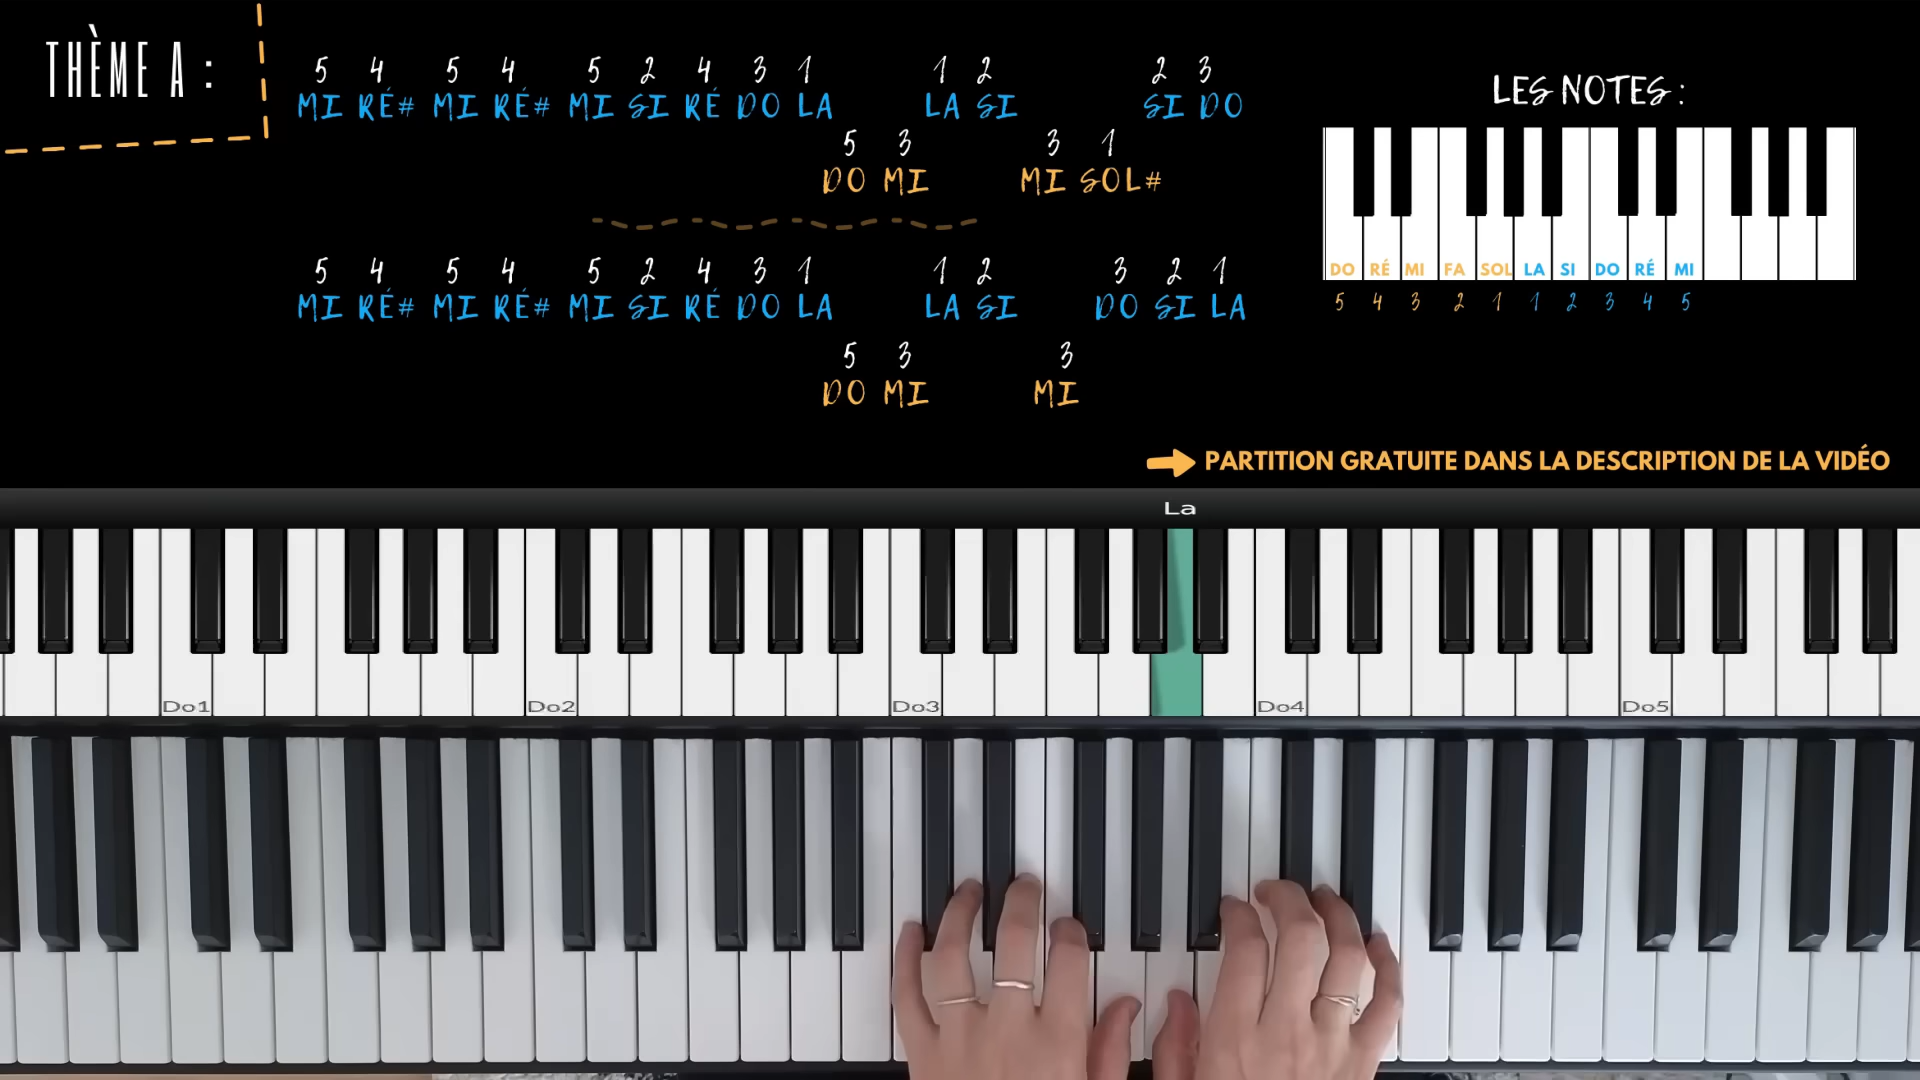 THÈME A :
5 4 5 4 5 2 4 3 1 1 2 2 3
MI RÉ# MI RÉ# MI SI RÉ DO LA LA SI SI DO
5 3 3 1
DO MI MI SOL#
5 4 5 4 5 2 4 3 1 1 2 3 2 1
MI RÉ# MI RÉ# MI SI RÉ DO LA LA SI DO SI LA
5 3 3
DO MI MI
LES NOTES :
DO RÉ MI FA SOL LA SI DO RÉ MI
5 4 3 2 1 1 2 3 4 5
PARTITION GRATUITE DANS LA DESCRIPTION DE LA VIDÉO
La
Do1 Do2 Do3 Do4 Do5